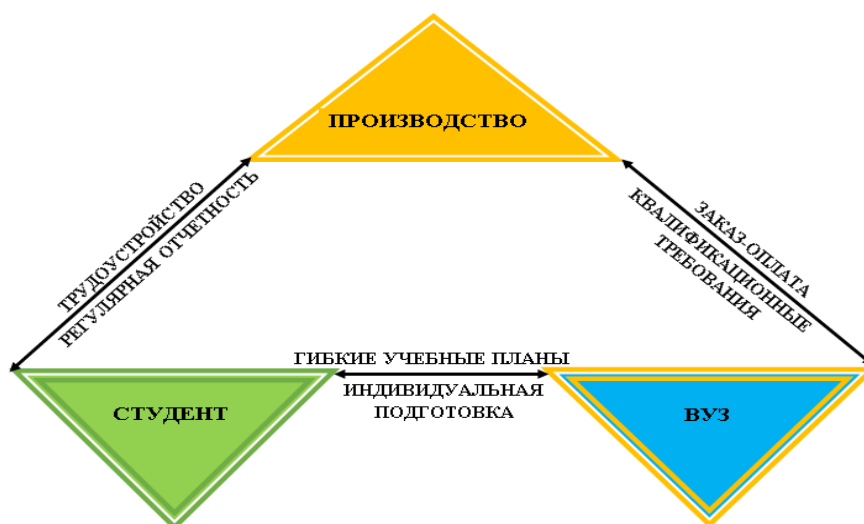 ПРОИЗВОДСТВО
ТРУДОУСТРОЙСТВО
РЕГУЛЯРНАЯ ОТЧЕТНОСТЬ
ЗАКАЗ-ОПЛАТА
КВАЛИФИКАЦИОННЫЕ
ТРЕБОВАНИЯ
ГИБКИЕ УЧЕБНЫЕ ПЛАНЫ
ИНДИВИДУАЛЬНАЯ
ПОДГОТОВКА
СТУДЕНТ
ВУЗ